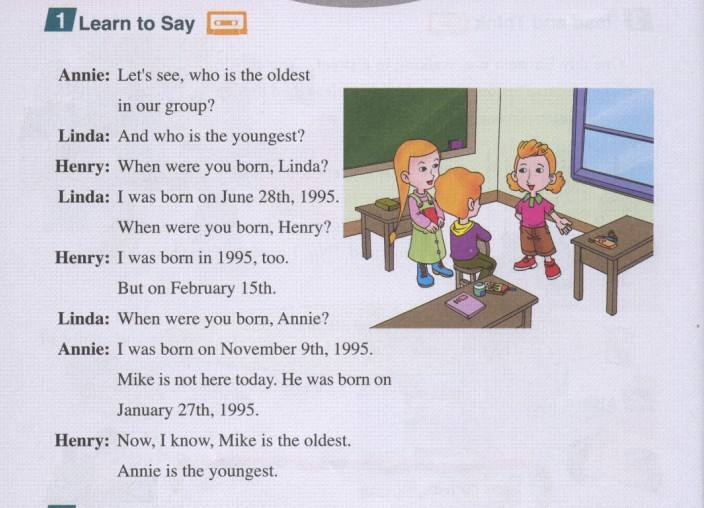 1 Learn to Say
Annie: Let's see, who is the oldest
in our group?
Linda: And who is the youngest?
Henry: When were you born, Linda?
Linda: I was born on June 28th, 1995.
When were you born, Henry?
Henry: I was born in 1995, too.
But on February 15th.
Linda: When were you born, Annie?
Annie: I was born on November 9th, 1995.
Mike is not here today. He was born on
January 27th, 1995.
Henry: Now, I know, Mike is the oldest.
Annie is the youngest.